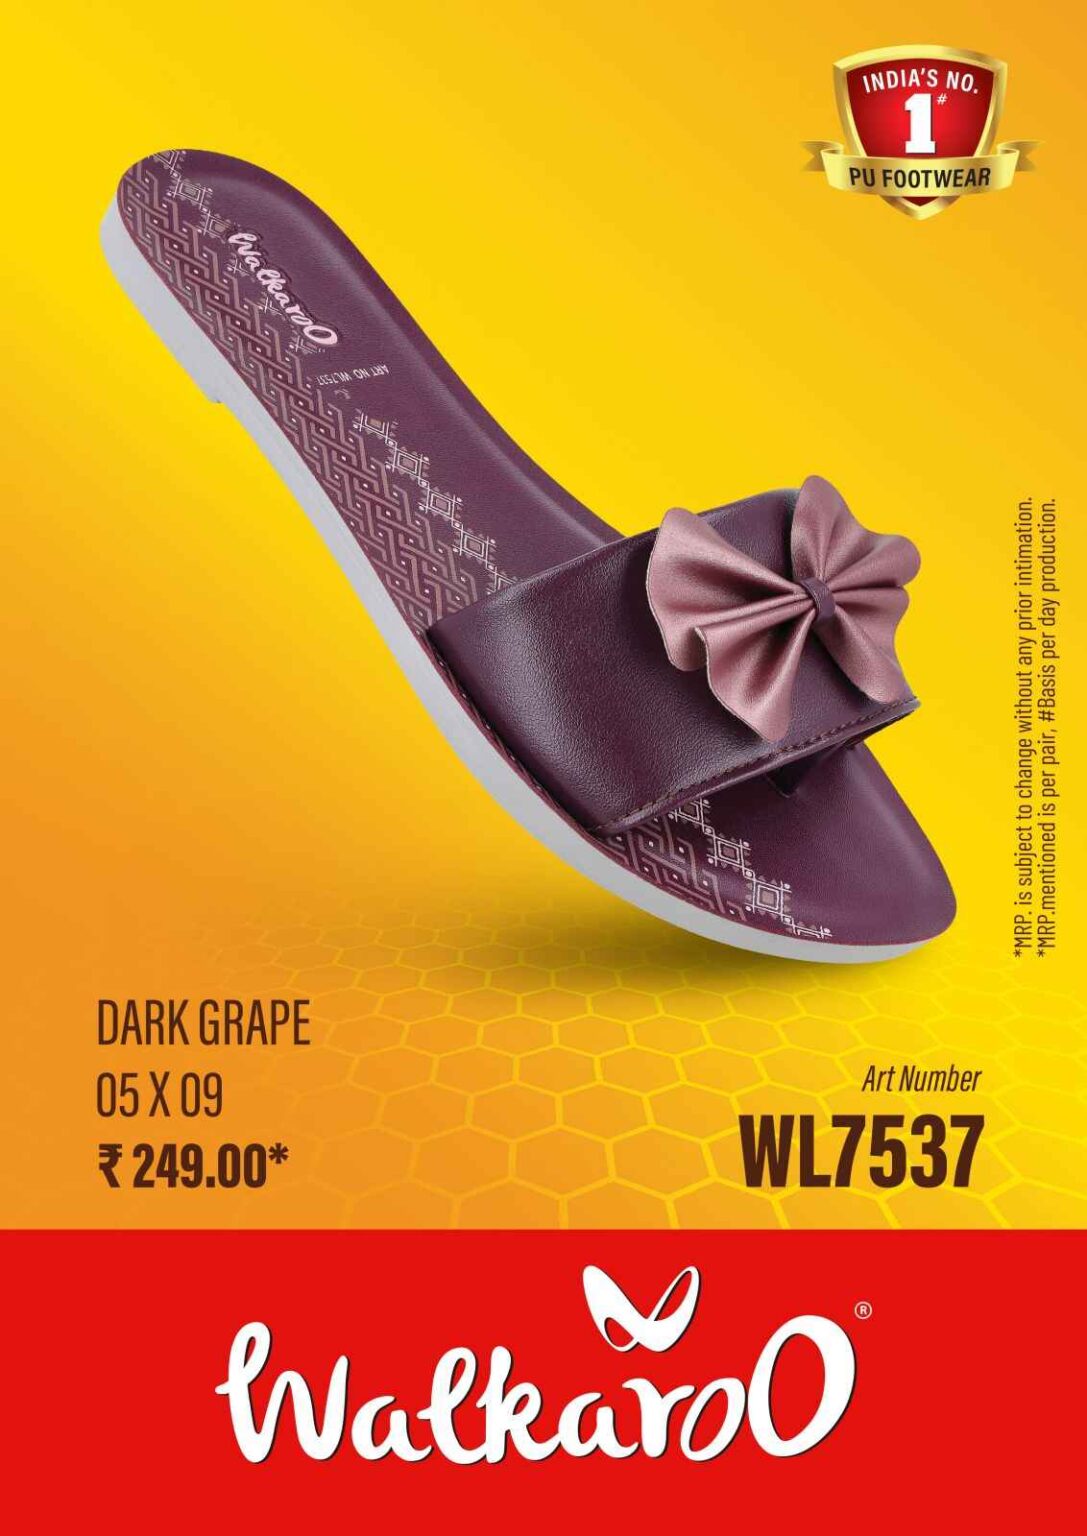 INDIA'S NO.
1#
PU FOOTWEAR
Walkaroo
ART NO WL7537
*MRP. is subject to change without any prior intimation.
*MRP.mentioned is per pair, #Basis per day production.
DARK GRAPE
05 X 09
₹ 249.00*
Art Number
WL7537
Walkaroo®